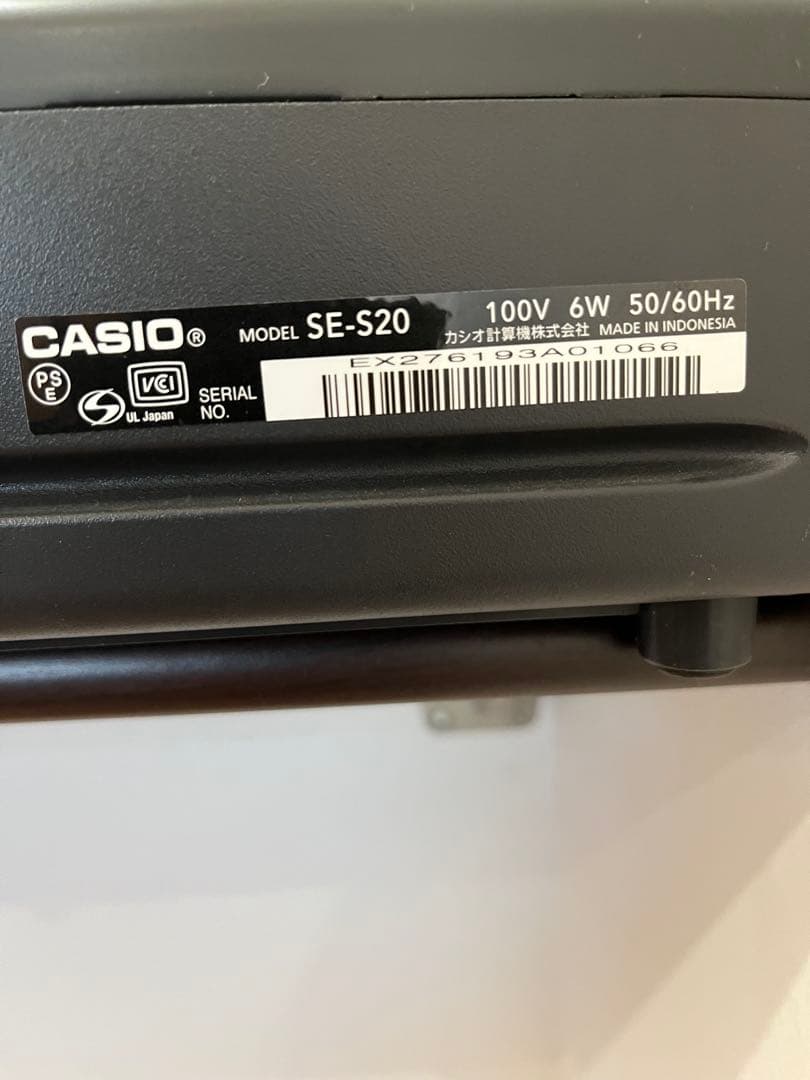 CASIO® MODEL SE-S20 100V 6W 50/60Hz
カシオ計算機株式会社 MADE IN INDONESIA
PS
E
VCI
UL Japan
SERIAL
NO.
EX276193A01066